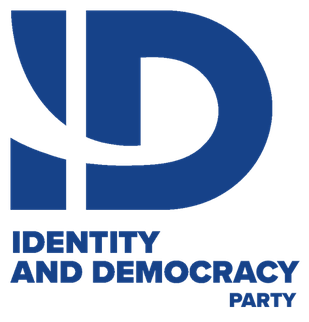 ID
IDENTITY
AND DEMOCRACY
PARTY